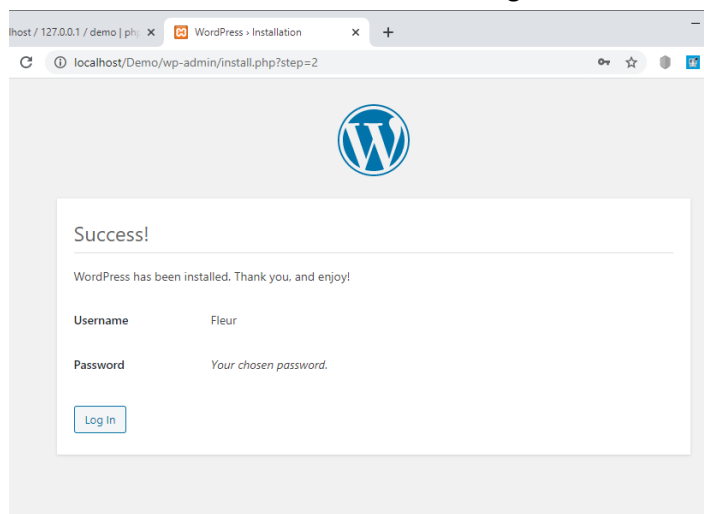 lhost / 127.0.0.1 / demo | ph
WordPress › Installation
localhost/Demo/wp-admin/install.php?step=2
Success!
WordPress has been installed. Thank you, and enjoy!
Username Fleur
Password Your chosen password.
Log In